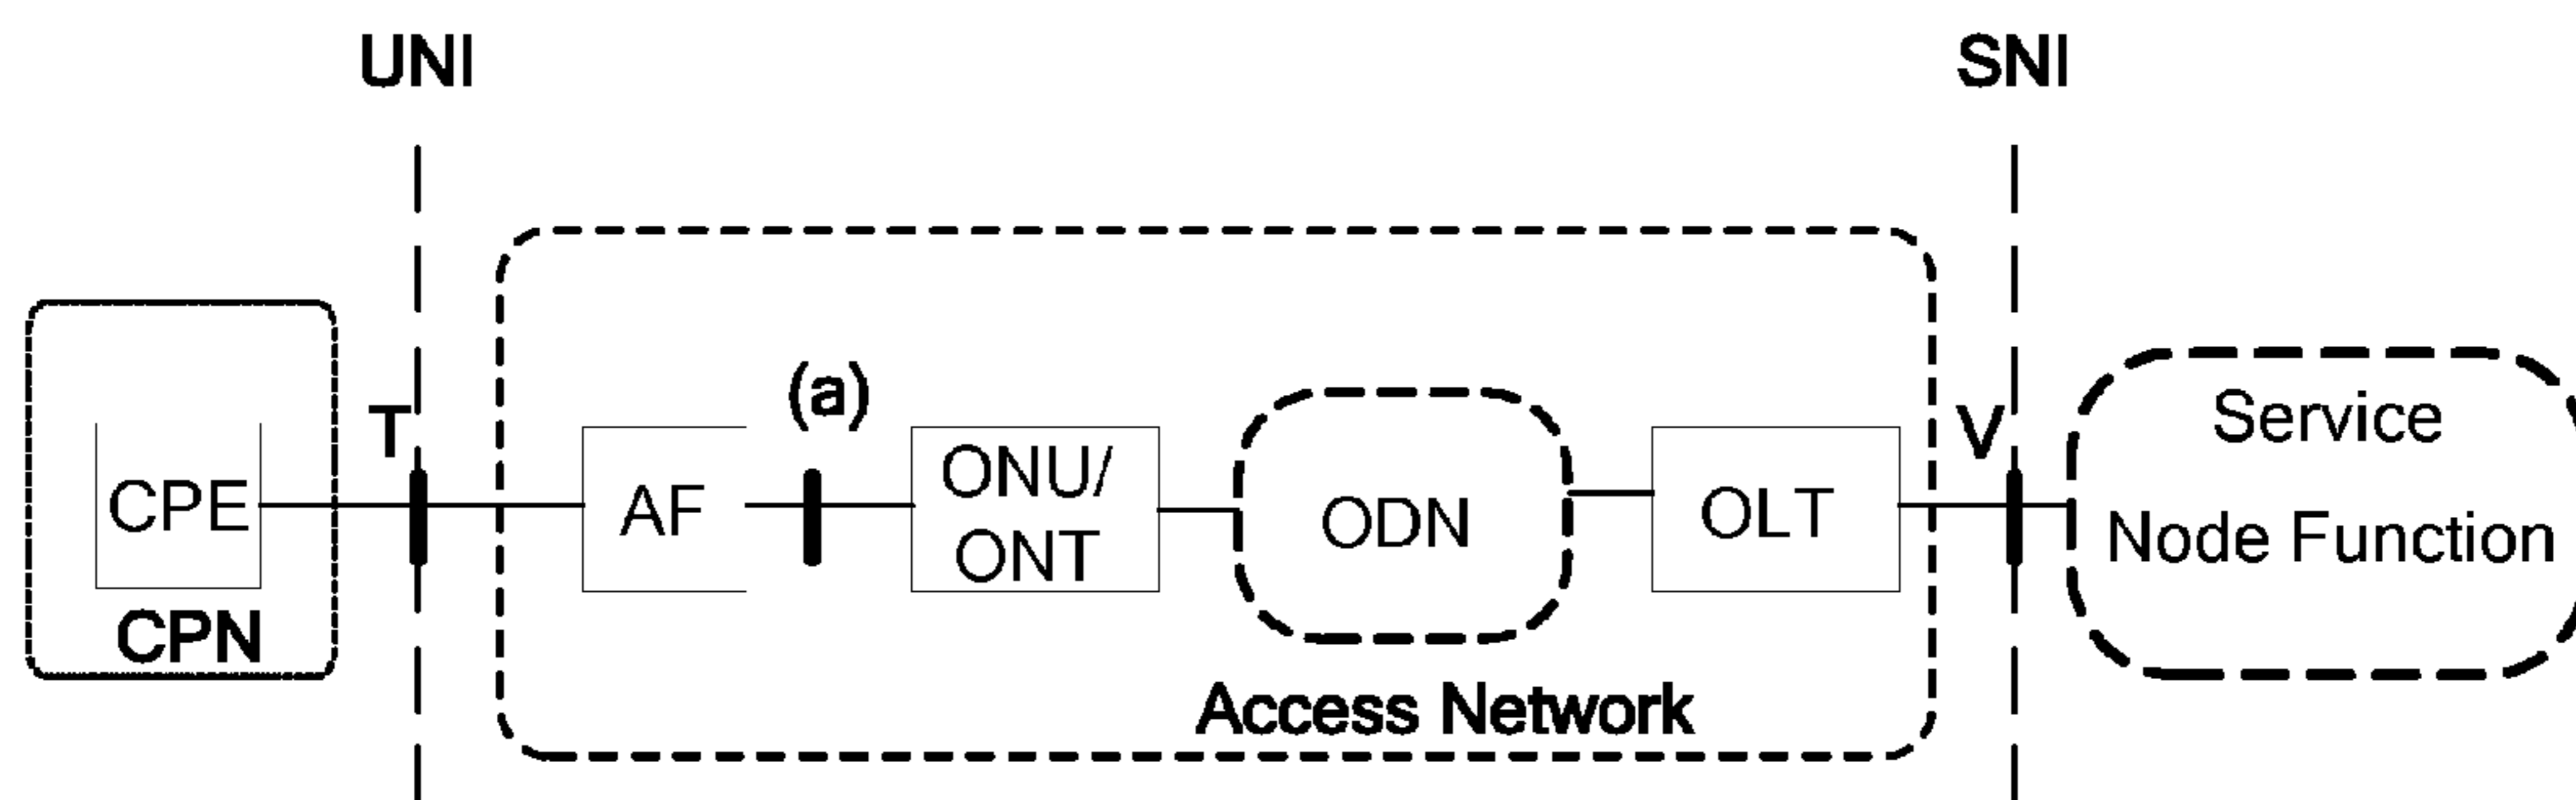 UNI
SNI
(a)
T
V
CPE
AF
ONU/
ONT
ODN
OLT
Service
Node Function
CPN
Access Network